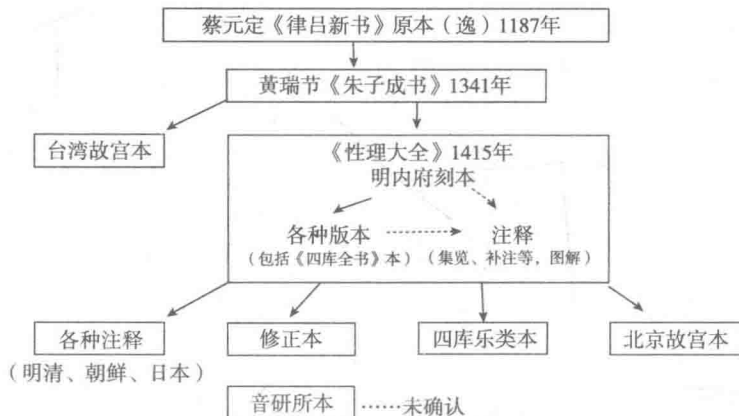 蔡元定《律吕新书》原本（逸）1187年
黄瑞节《朱子成书》1341年
台湾故宫本
《性理大全》1415年
明内府刻本
各种版本
注释
（包括《四库全书》本）
（集览、补注等，图解）
各种注释
修正本
四库乐类本
北京故宫本
（明清、朝鲜、日本）
音研所本
……未确认